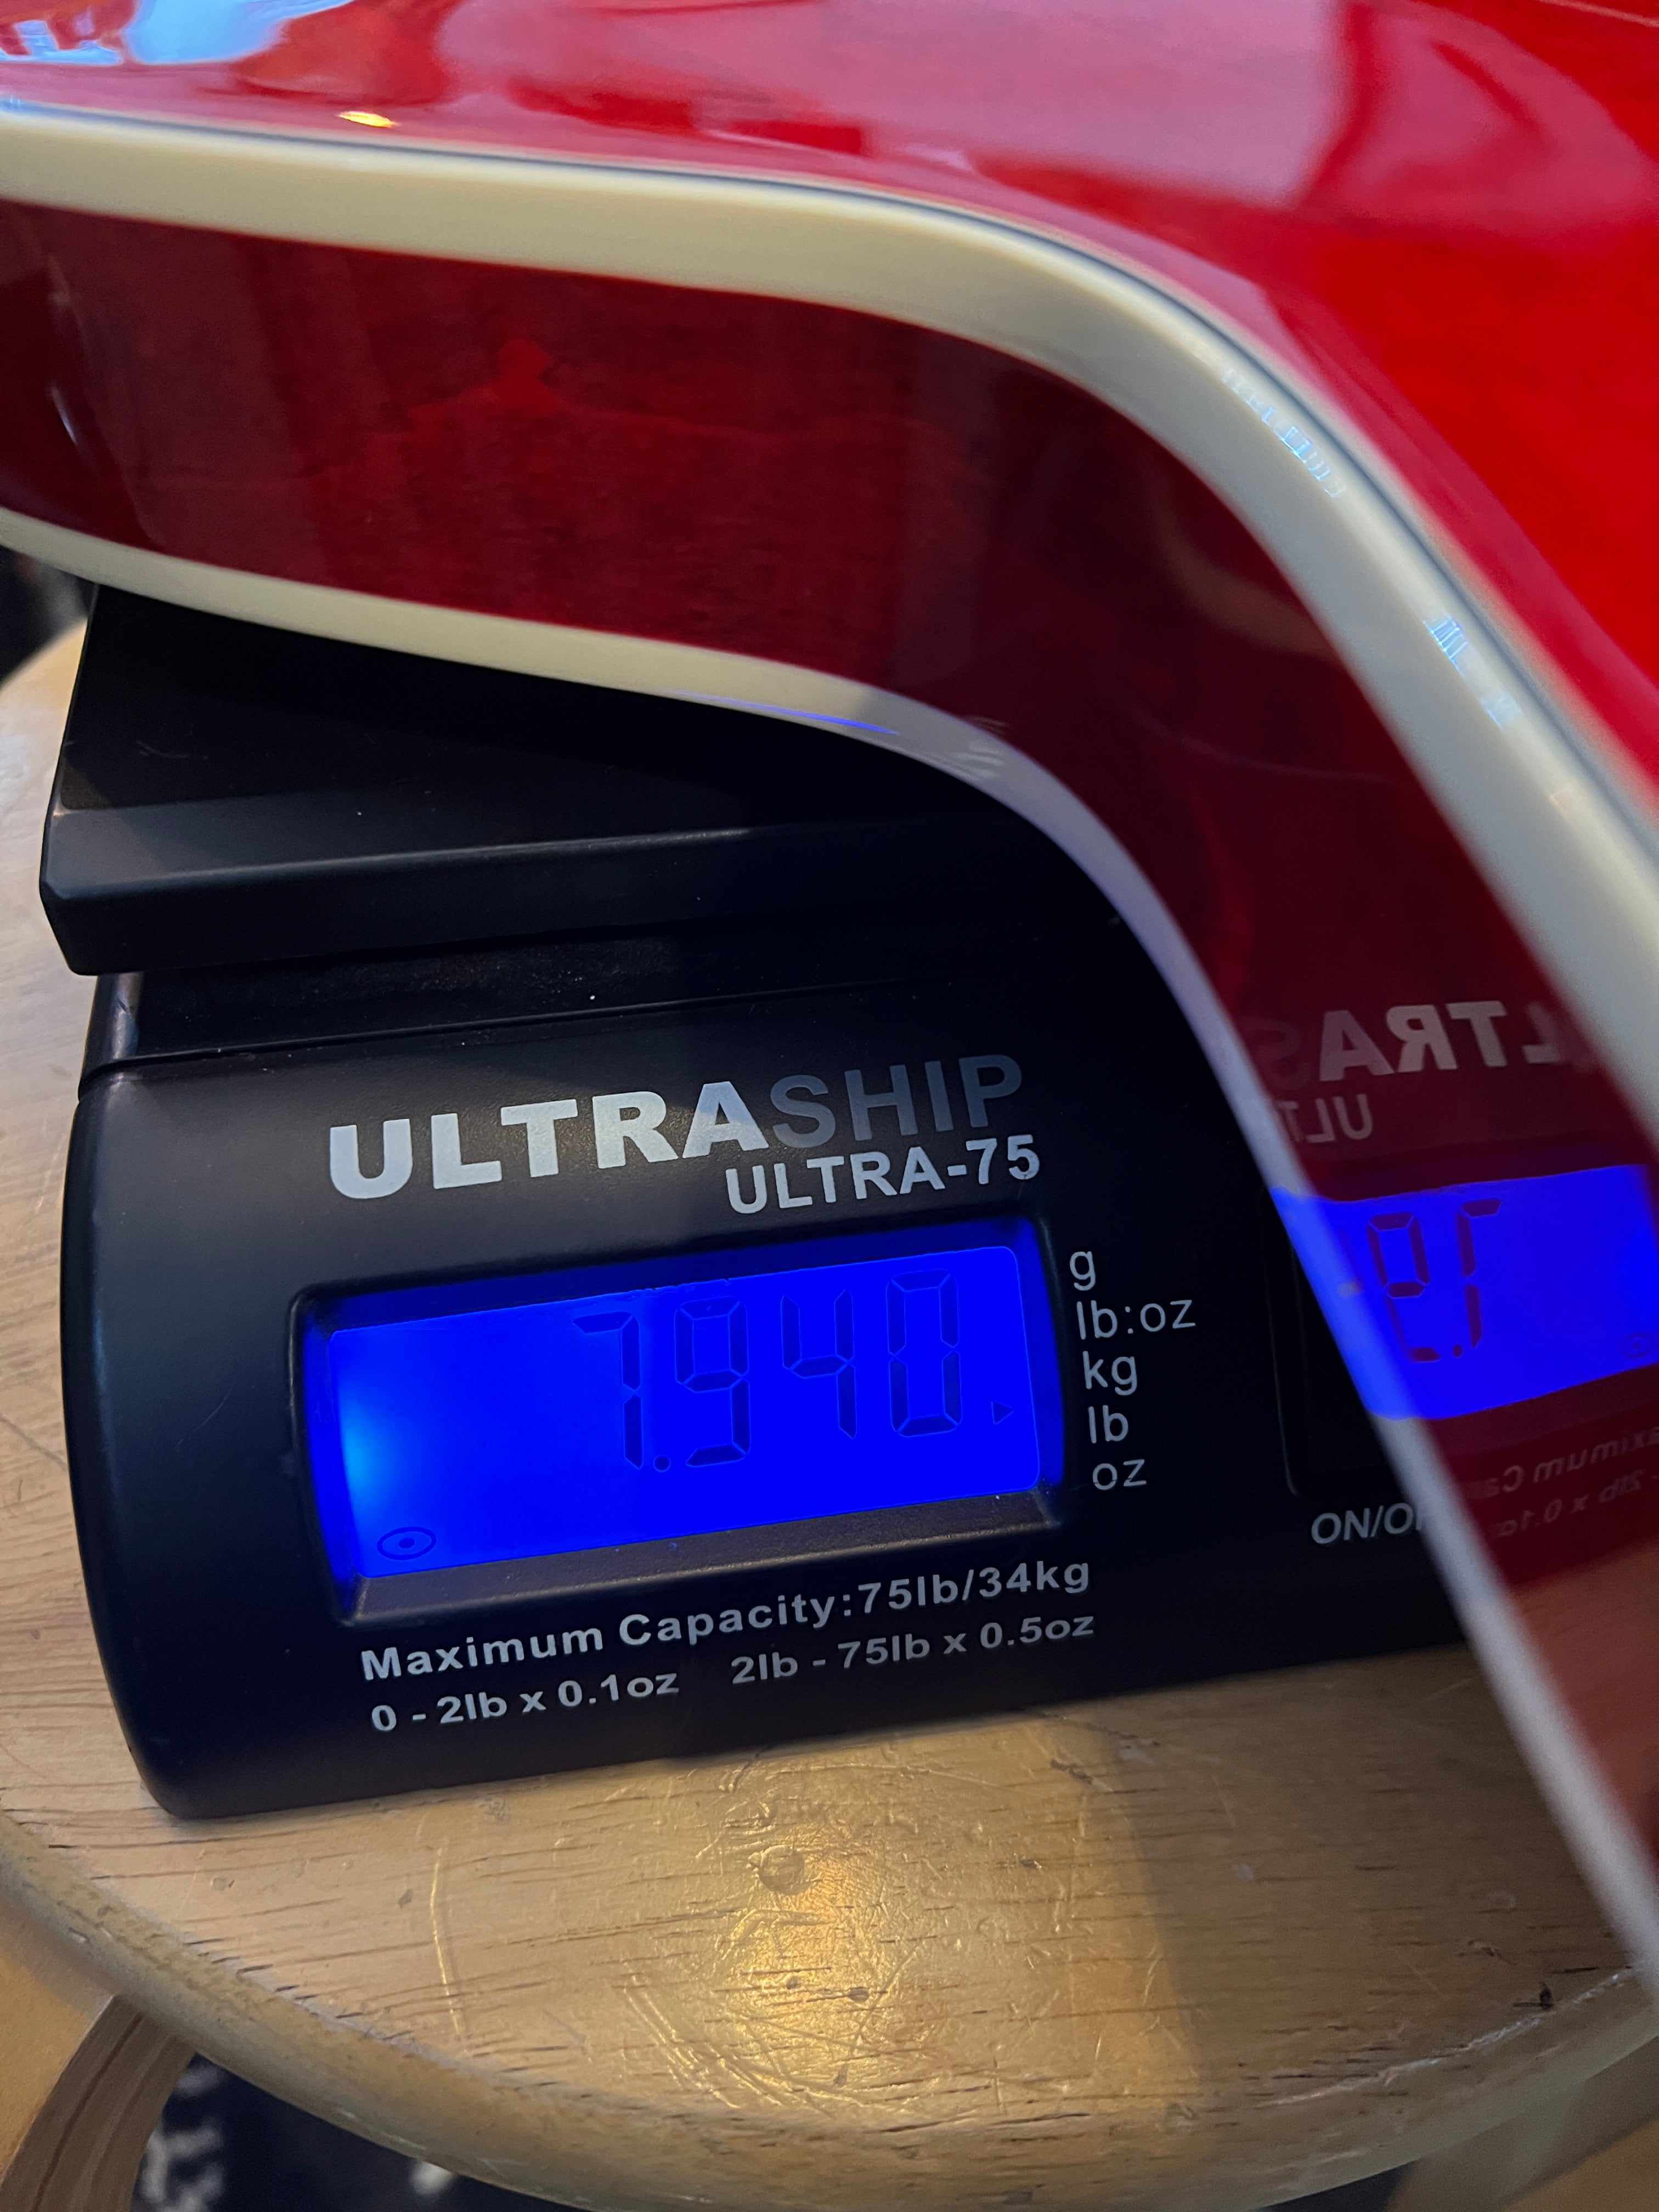 ULTRASHIP
ULTRA-75
7.940
g
lb:oz
kg
lb
oz
ON/O
Maximum Capacity:75lb/34kg
0 - 2lb x 0.1oz 2lb - 75lb x 0.5oz